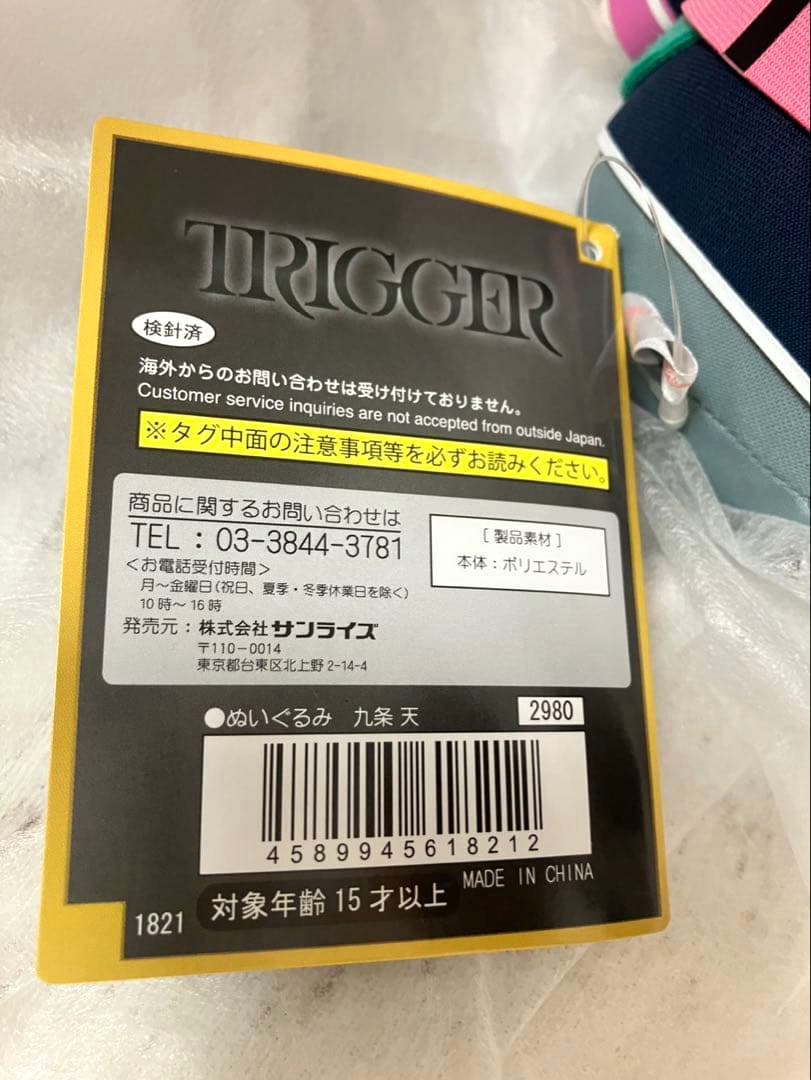 TRIGGER
検針済
海外からのお問い合わせは受け付けておりません。
Customer service inquiries are not accepted from outside Japan.
※タグ中面の注意事項等を必ずお読みください。
商品に関するお問い合わせは
TEL : 03-3844-3781
<お電話受付時間>
月～金曜日(祝日、夏季・冬季休業日を除く)
10時～16時
発売元:株式会社サンライズ
〒110-0014
東京都台東区北上野2-14-4
[製品素材]
本体:ポリエステル
●ぬいぐるみ 九条 天
2980
4589945618212
MADE IN CHINA
対象年齢15才以上
1821